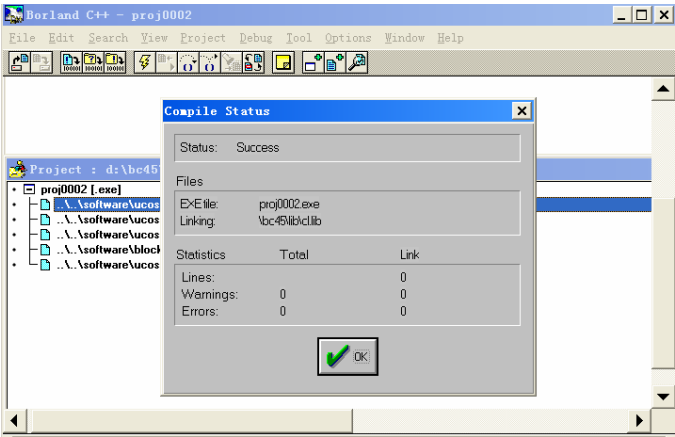 Borland C++ - proj0002
File Edit Search View Project Debug Tool Options Window Help
Compile Status
Status: Success
Files
EXE file: proj0002.exe
Linking: \bc45\lib\cl.lib
Statistics Total Link
Lines: 0
Warnings: 0 0
Errors: 0 0
OK
Project : d:\bc45\
proj0002 [.exe]
..\..\software\ucos
..\..\software\ucos
..\..\software\ucos
..\..\software\block
..\..\software\ucos